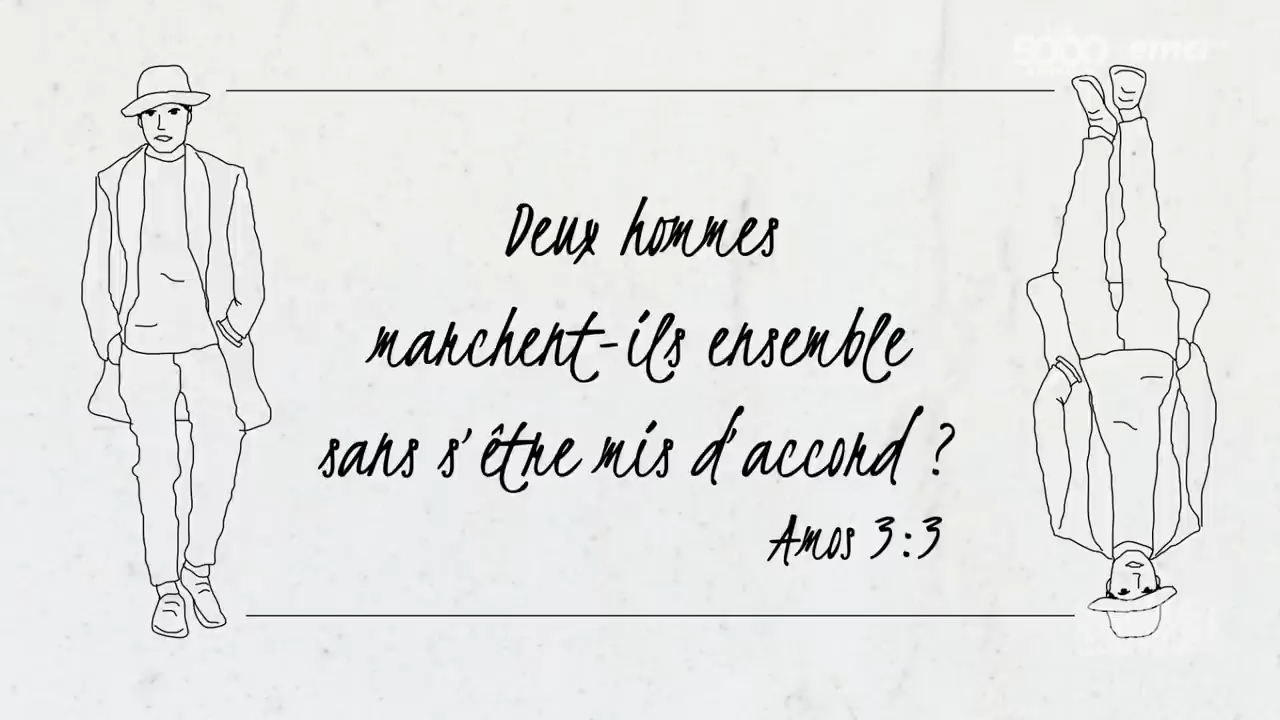 Deux hommes
marchent-ils ensemble
sans s'être mis d'accord ?
Amos 3:3